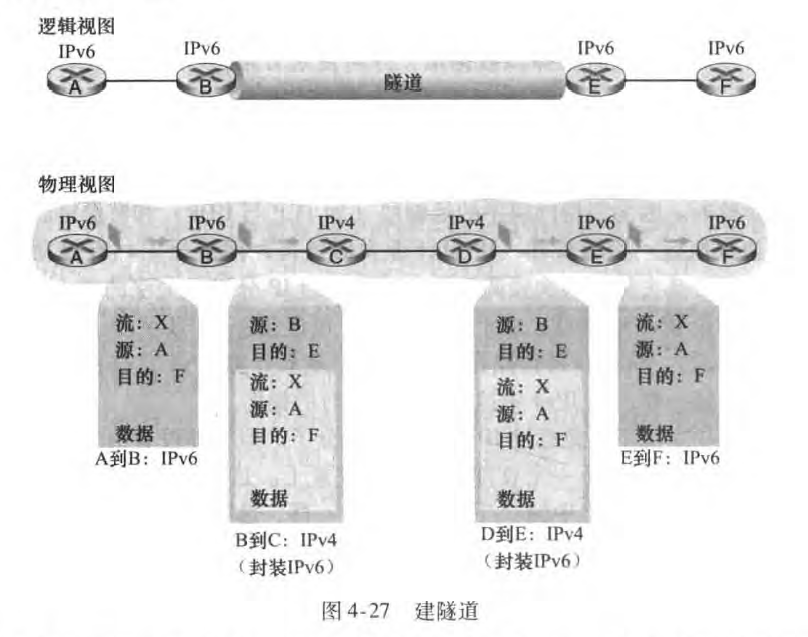 逻辑视图
IPv6 IPv6 IPv6 IPv6
A B 隧道 E F
物理视图
IPv6 IPv6 IPv4 IPv4 IPv6 IPv6
A B C D E F
流：X
源：A
目的：F
数据
A到B：IPv6
源：B
目的：E
流：X
源：A
目的：F
数据
B到C：IPv4
（封装IPv6）
源：B
目的：E
流：X
源：A
目的：F
数据
D到E：IPv4
（封装IPv6）
流：X
源：A
目的：F
数据
E到F：IPv6
图 4-27 建隧道